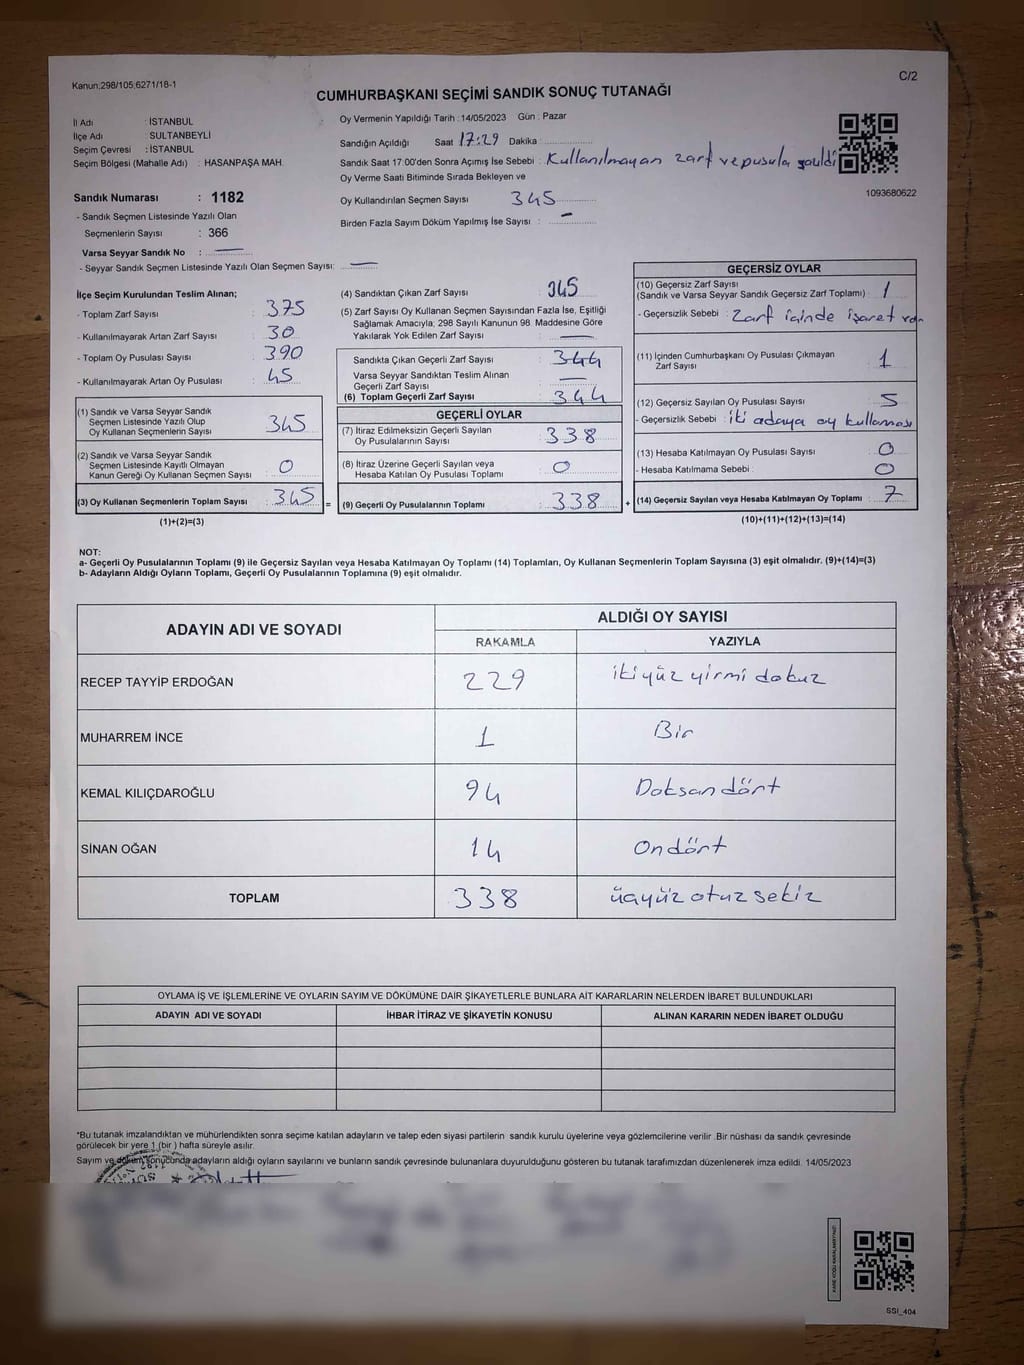 Kanun;298/105;6271/18-1
C/2
CUMHURBAŞKANI SEÇİMİ SANDIK SONUÇ TUTANAĞI
İl Adı : İSTANBUL
İlçe Adı : SULTANBEYLİ
Seçim Çevresi : İSTANBUL
Seçim Bölgesi (Mahalle Adı) : HASANPAŞA MAH.
Sandık Numarası : 1182
- Sandık Seçmen Listesinde Yazılı Olan
Seçmenlerin Sayısı : 366
Varsa Seyyar Sandık No : —
- Seyyar Sandık Seçmen Listesinde Yazılı Olan Seçmen Sayısı: —
Oy Vermenin Yapıldığı Tarih : 14/05/2023 Gün : Pazar
Sandığın Açıldığı Saat 17:29 Dakika
Sandık Saat 17:00'den Sonra Açımış İse Sebebi : Kullanılmayan zarf ve pusula
Oy Verme Saati Bitiminde Sırada Bekleyen ve
Oy Kullandırılan Seçmen Sayısı 345
Birden Fazla Sayım Döküm Yapılmış İse Sayısı : —
1093680622
İlçe Seçim Kurulundan Teslim Alınan;
- Toplam Zarf Sayısı : 375
- Kullanılmayarak Artan Zarf Sayısı : 30
- Toplam Oy Pusulası Sayısı : 390
- Kullanılmayarak Artan Oy Pusulası : 45
(1) Sandık ve Varsa Seyyar Sandık
Seçmen Listesinde Yazılı Olup
Oy Kullanan Seçmenlerin Sayısı : 345
(2) Sandık ve Varsa Seyyar Sandık
Seçmen Listesinde Kayıtlı Olmayan
Kanun Gereği Oy Kullanan Seçmen Sayısı : 0
(3) Oy Kullanan Seçmenlerin Toplam Sayısı : 345 =
(1)+(2)=(3)
(4) Sandıktan Çıkan Zarf Sayısı : 345
(5) Zarf Sayısı Oy Kullanan Seçmen Sayısından Fazla İse, Eşitliği
Sağlamak Amacıyla; 298 Sayılı Kanunun 98. Maddesine Göre
Yakılarak Yok Edilen Zarf Sayısı : —
Sandıkta Çıkan Geçerli Zarf Sayısı : 344
Varsa Seyyar Sandıktan Teslim Alınan
Geçerli Zarf Sayısı : —
(6) Toplam Geçerli Zarf Sayısı : 344
GEÇERLİ OYLAR
(7) İtiraz Edilmeksizin Geçerli Sayılan
Oy Pusulalarının Sayısı : 338
(8) İtiraz Üzerine Geçerli Sayılan veya
Hesaba Katılan Oy Pusulası Toplamı : 0
(9) Geçerli Oy Pusulalarının Toplamı : 338 +
GEÇERSİZ OYLAR
(10) Geçersiz Zarf Sayısı
(Sandık ve Varsa Seyyar Sandık Geçersiz Zarf Toplamı) : 1
- Geçersizlik Sebebi : Zarf içinde işaret
(11) İçinden Cumhurbaşkanı Oy Pusulası Çıkmayan
Zarf Sayısı : 1
(12) Geçersiz Sayılan Oy Pusulası Sayısı : 5
- Geçersizlik Sebebi : iki adaya oy kullanması
(13) Hesaba Katılmayan Oy Pusulası Sayısı : 0
- Hesaba Katılmama Sebebi : 0
(14) Geçersiz Sayılan veya Hesaba Katılmayan Oy Toplamı : 7
(10)+(11)+(12)+(13)=(14)
NOT:
a- Geçerli Oy Pusulalarının Toplamı (9) ile Geçersiz Sayılan veya Hesaba Katılmayan Oy Toplamı (14) Toplamları, Oy Kullanan Seçmenlerin Toplam Sayısına (3) eşit olmalıdır. (9)+(14)=(3)
b- Adayların Aldığı Oyların Toplamı, Geçerli Oy Pusulalarının Toplamına (9) eşit olmalıdır.
ADAYIN ADI VE SOYADI
ALDIĞI OY SAYISI
RAKAMLA YAZIYLA
RECEP TAYYİP ERDOĞAN 229 ikiyüz yirmi dokuz
MUHARREM İNCE 1 Bir
KEMAL KILIÇDAROĞLU 94 Doksan dört
SİNAN OĞAN 14 Ondört
TOPLAM 338 üçyüz otuz sekiz
OYLAMA İŞ VE İŞLEMLERİNE VE OYLARIN SAYIM VE DÖKÜMÜNE DAİR ŞİKAYETLERLE BUNLARA AİT KARARLARIN NELERDEN İBARET BULUNDUKLARI
ADAYIN ADI VE SOYADI İHBAR İTİRAZ VE ŞİKAYETİN KONUSU ALINAN KARARIN NEDEN İBARET OLDUĞU
*Bu tutanak imzalandıktan ve mühürlendikten sonra seçime katılan adayların ve talep eden siyasi partilerin sandık kurulu üyelerine veya gözlemcilerine verilir .Bir nüshası da sandık çevresinde
görülecek bir yere 1 (bir ) hafta süreyle asılır.
Sayım ve döküm sonucunda adayların aldığı oyların sayılarını ve bunların sandık çevresinde bulunanlara duyurulduğunu gösteren bu tutanak tarafımızdan düzenlenerek imza edildi. 14/05/2023
SSI_404